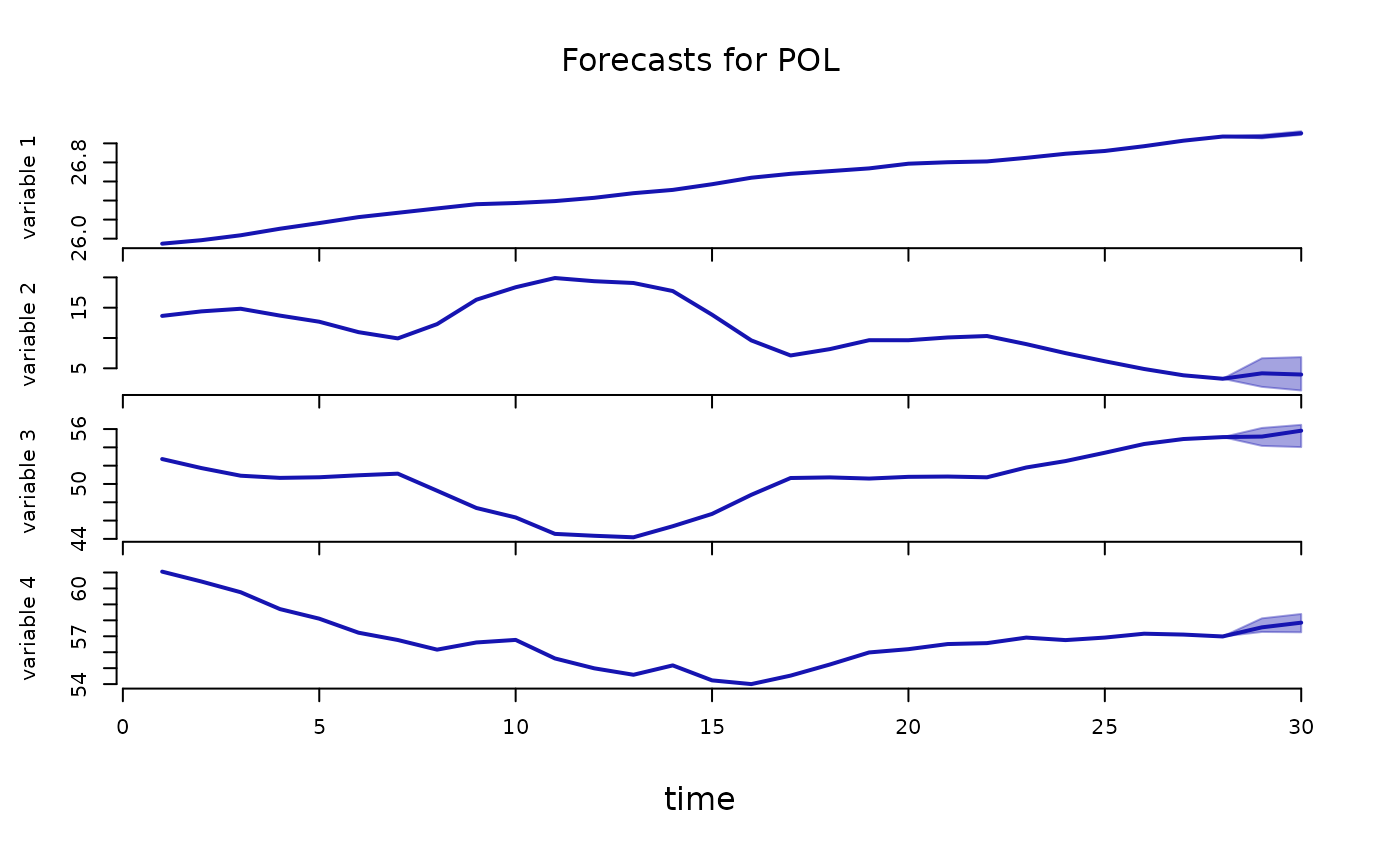 Forecasts for POL
variable 1
26.0 26.8
variable 2
5 15
variable 3
44 50 56
variable 4
54 57 60
0 5 10 15 20 25 30
time